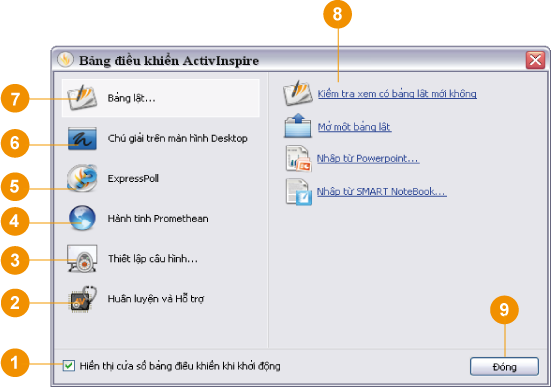 8
Bảng điều khiển ActivInspire
7
Bảng lật...
Kiểm tra xem có bảng lật mới không
6
Chú giải trên màn hình Desktop
Mở một bảng lật
5
ExpressPoll
Nhập từ Powerpoint...
4
Hành tinh Promethean
Nhập từ SMART NoteBook...
3
Thiết lập cấu hình...
2
Huấn luyện và Hỗ trợ
9
1
Hiển thị cửa sổ bảng điều khiển khi khởi động
Đóng